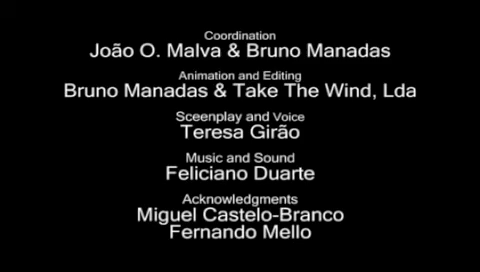 Coordination
João O. Malva & Bruno Manadas
Animation and Editing
Bruno Manadas & Take The Wind, Lda
Sceenplay and Voice
Teresa Girão
Music and Sound
Feliciano Duarte
Acknowledgments
Miguel Castelo-Branco
Fernando Mello